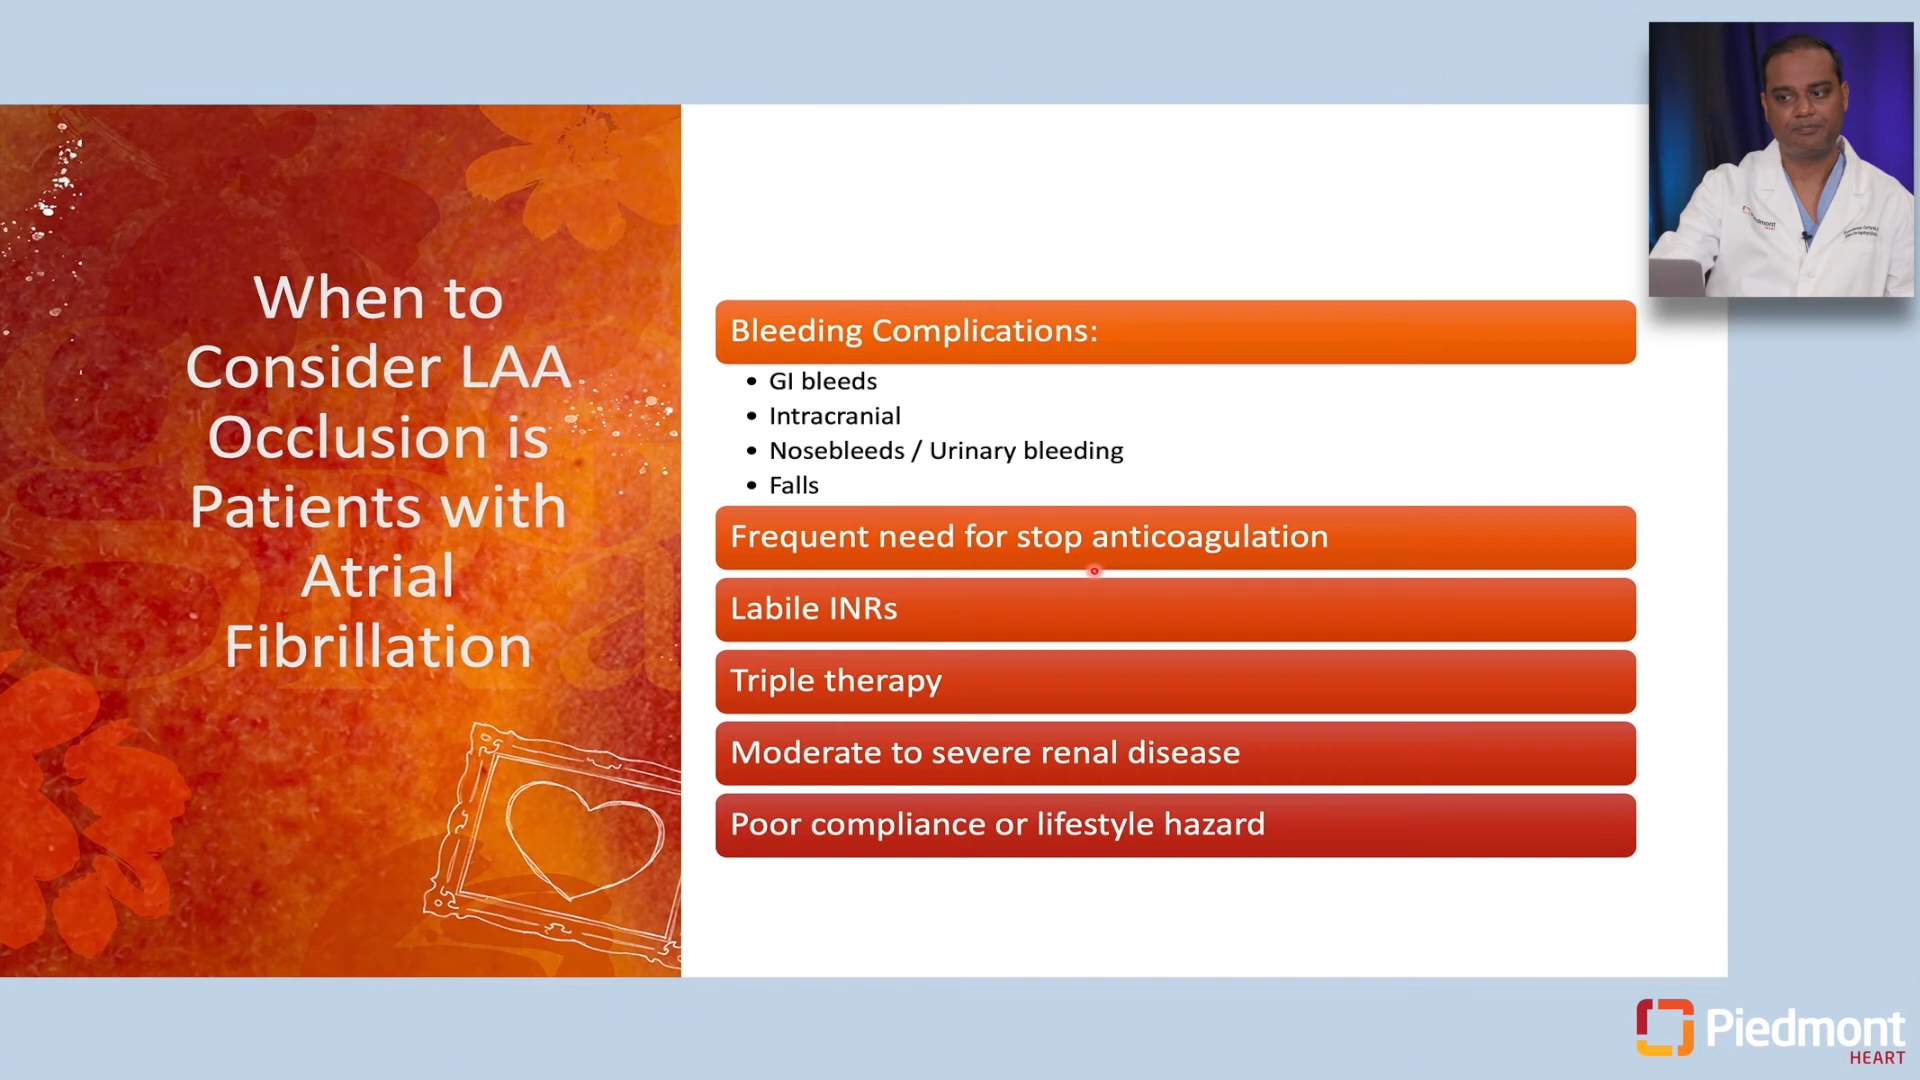 When to
Consider LAA
Occlusion is
Patients with
Atrial
Fibrillation
Bleeding Complications:
• GI bleeds
• Intracranial
• Nosebleeds / Urinary bleeding
• Falls
Frequent need for stop anticoagulation
Labile INRs
Triple therapy
Moderate to severe renal disease
Poor compliance or lifestyle hazard
Piedmont
HEART